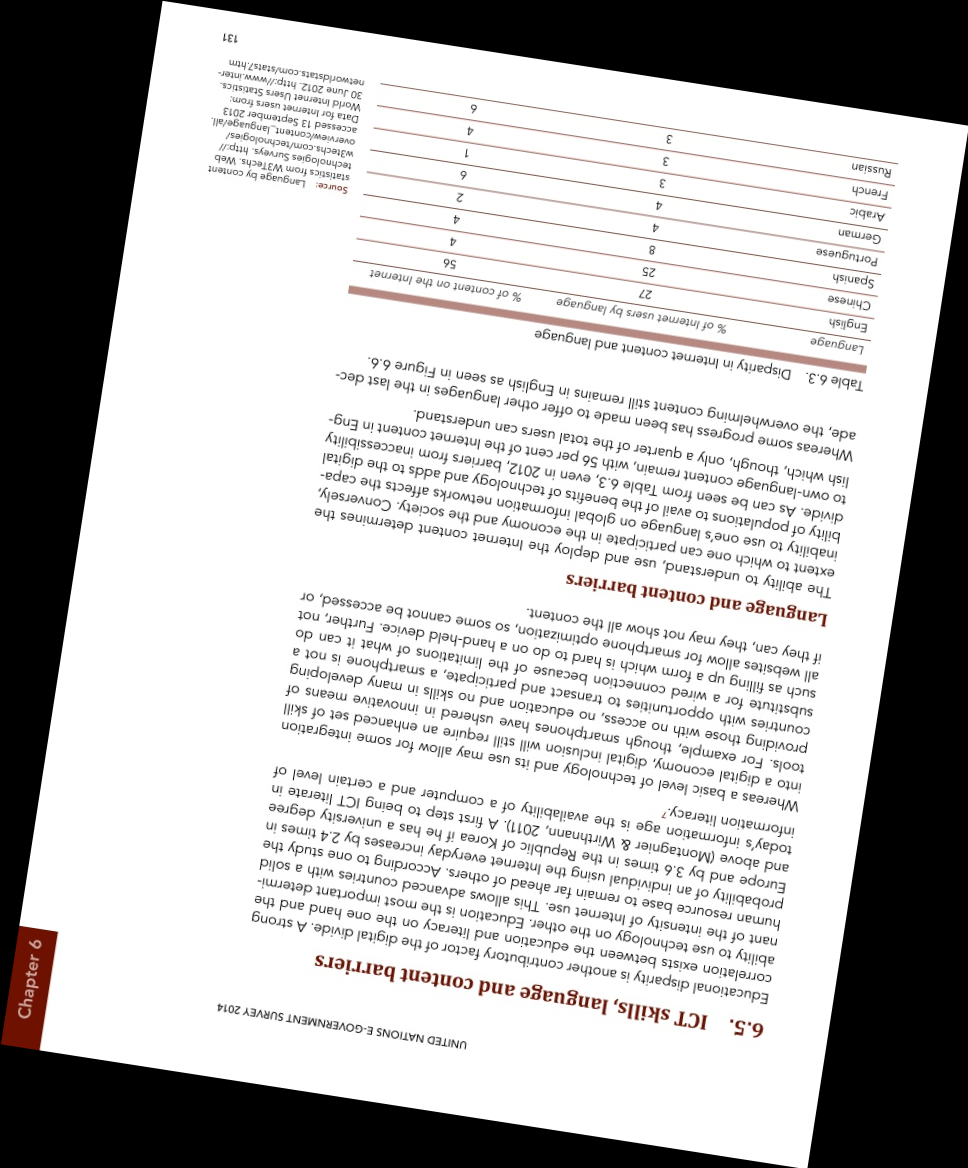 UNITED NATIONS E-GOVERNMENT SURVEY 2014
Chapter 6
6.5. ICT skills, language and content barriers
Educational disparity is another contributory factor of the digital divide. A strong
correlation exists between the education and literacy on the one hand and the
ability to use technology on the other. Education is the most important determi-
nant of the intensity of Internet use. This allows advanced countries with a solid
human resource base to remain far ahead of others. According to one study the
probability of an individual using the Internet everyday increases by 2.4 times in
Europe and by 3.6 times in the Republic of Korea if he has a university degree
and above (Montagnier & Wirthmann, 2011). A first step to being ICT literate in
today's information age is the availability of a computer and a certain level of
information literacy.7
Whereas a basic level of technology and its use may allow for some integration
into a digital economy, digital inclusion will still require an enhanced set of skill
tools. For example, though smartphones have ushered in innovative means of
providing those with no access, no education and no skills in many developing
countries with opportunities to transact and participate, a smartphone is not a
substitute for a wired connection because of the limitations of what it can do
such as filling up a form which is hard to do on a hand-held device. Further, not
all websites allow for smartphone optimization, so some cannot be accessed, or
if they can, they may not show all the content.
Language and content barriers
The ability to understand, use and deploy the Internet content determines the
extent to which one can participate in the economy and the society. Conversely,
inability to use one's language on global information networks affects the capa-
bility of populations to avail of the benefits of technology and adds to the digital
divide. As can be seen from Table 6.3, even in 2012, barriers from inaccessibility
to own-language content remain, with 56 per cent of the Internet content in Eng-
lish which, though, only a quarter of the total users can understand.
Whereas some progress has been made to offer other languages in the last dec-
ade, the overwhelming content still remains in English as seen in Figure 6.6.
Table 6.3. Disparity in Internet content and language
Language % of Internet users by language % of content on the Internet
English 27 56
Chinese 25 4
Spanish 8 4
Portuguese 4 2
German 4 6
Arabic 3 1
French 3 4
Russian 3 6
Source: Language by content
statistics from W3Techs. Web
technologies Surveys. http://
w3techs.com/technologies/
overview/content_language/all.
accessed 13 September 2013
Data for Internet users from:
World Internet Users Statistics.
30 June 2012. http://www.inter-
networldstats.com/stats7.htm
131